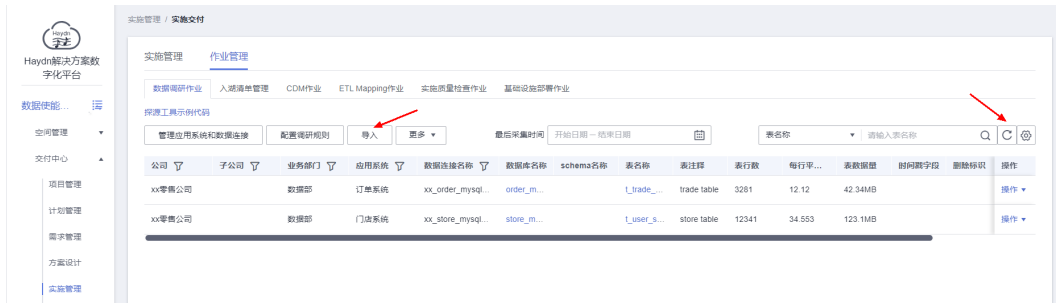 实施管理 / 实施交付
Haydn
Haydn解决方案数
字化平台
数据使能...
空间管理
交付中心
项目管理
计划管理
需求管理
方案设计
实施管理
实施管理 作业管理
数据调研作业 入湖清单管理 CDM作业 ETL Mapping作业 实施质量检查作业 基础设施部署作业
探源工具示例代码
管理应用系统和数据连接 配置调研规则 导入 更多 最后采集时间 开始日期 – 结束日期 表名称 请输入表名称
公司 子公司 业务部门 应用系统 数据连接名称 数据库名称 schema名称 表名称 表注释 表行数 每行平... 表数据量 时间戳字段 删除标识 操作
xx零售公司 数据部 订单系统 xx_order_mysql... order_m... t_trade_... trade table 3281 12.12 42.34MB 操作
xx零售公司 数据部 门店系统 xx_store_mysql... store_m... t_user_s... store table 12341 34.553 123.1MB 操作